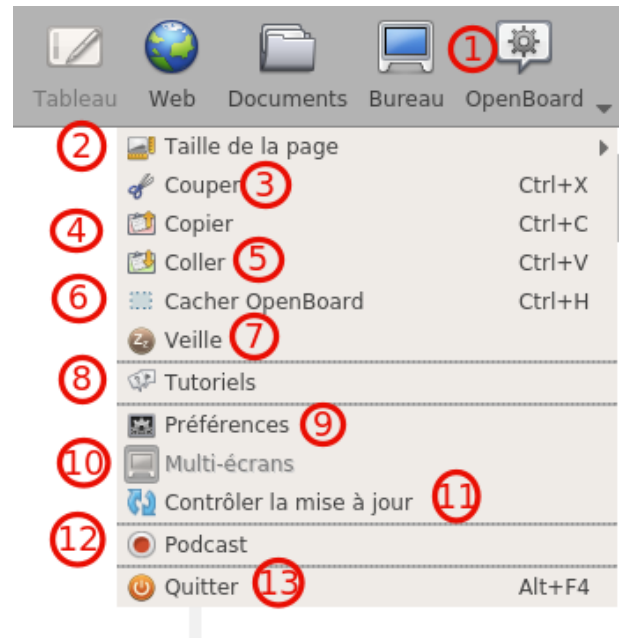 Tableau Web Documents Bureau 1 OpenBoard
2 Taille de la page
Couper 3 Ctrl+X
4 Copier Ctrl+C
Coller 5 Ctrl+V
6 Cacher OpenBoard Ctrl+H
Zz Veille 7
8 Tutoriels
Préférences 9
10 Multi-écrans
Contrôler la mise à jour 11
12 Podcast
Quitter 13 Alt+F4